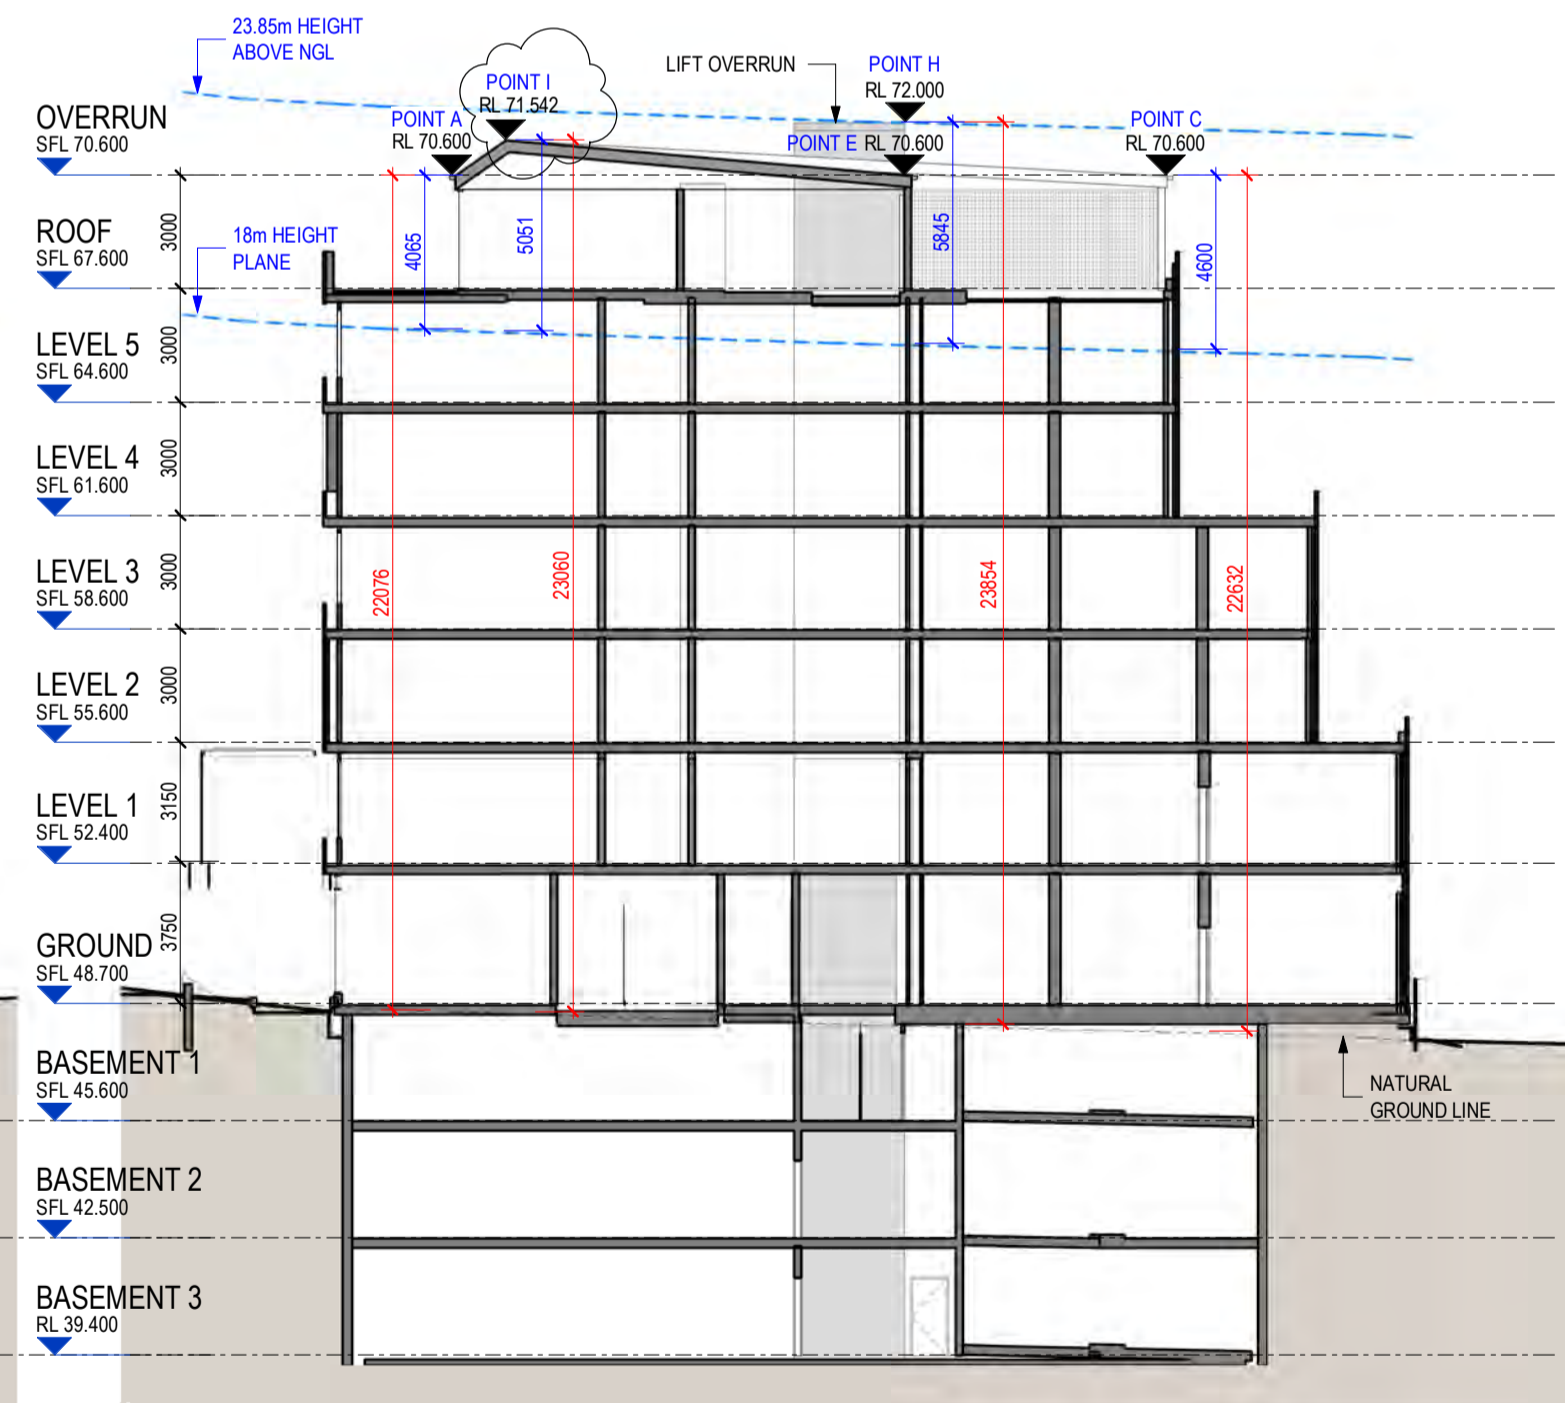 23.85m HEIGHT
ABOVE NGL
LIFT OVERRUN
POINT H
RL 72.000
POINT I
RL 71.542
POINT A
RL 70.600
POINT E RL 70.600
POINT C
RL 70.600
OVERRUN
SFL 70.600
3000
ROOF
SFL 67.600
18m HEIGHT
PLANE
4065
5051
5845
4600
3000
LEVEL 5
SFL 64.600
3000
LEVEL 4
SFL 61.600
3000
LEVEL 3
SFL 58.600
22076
23060
23854
22632
3000
LEVEL 2
SFL 55.600
3150
LEVEL 1
SFL 52.400
3750
GROUND
SFL 48.700
BASEMENT 1
SFL 45.600
NATURAL
GROUND LINE
BASEMENT 2
SFL 42.500
BASEMENT 3
RL 39.400